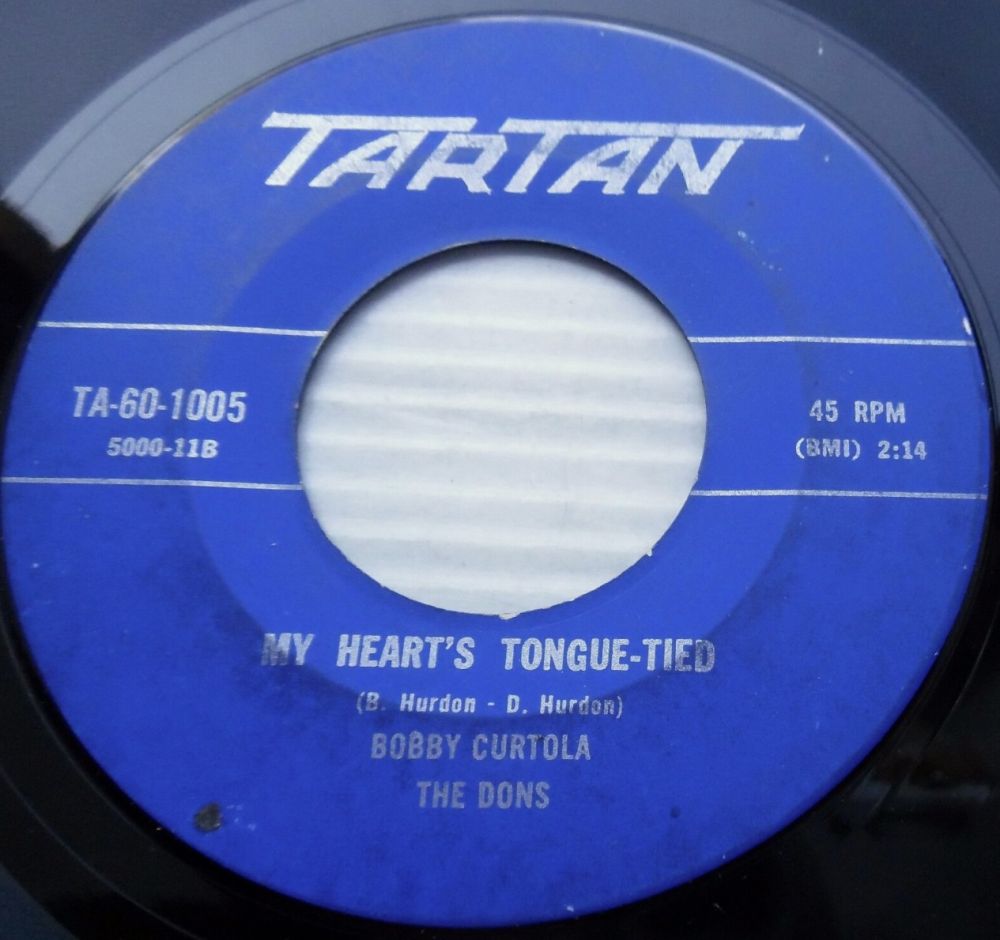 TARTAN
TA-60-1005
5000-11B
45 RPM
(BMI) 2:14
MY HEART'S TONGUE-TIED
(B. Hurdon - D. Hurdon)
BOBBY CURTOLA
THE DONS